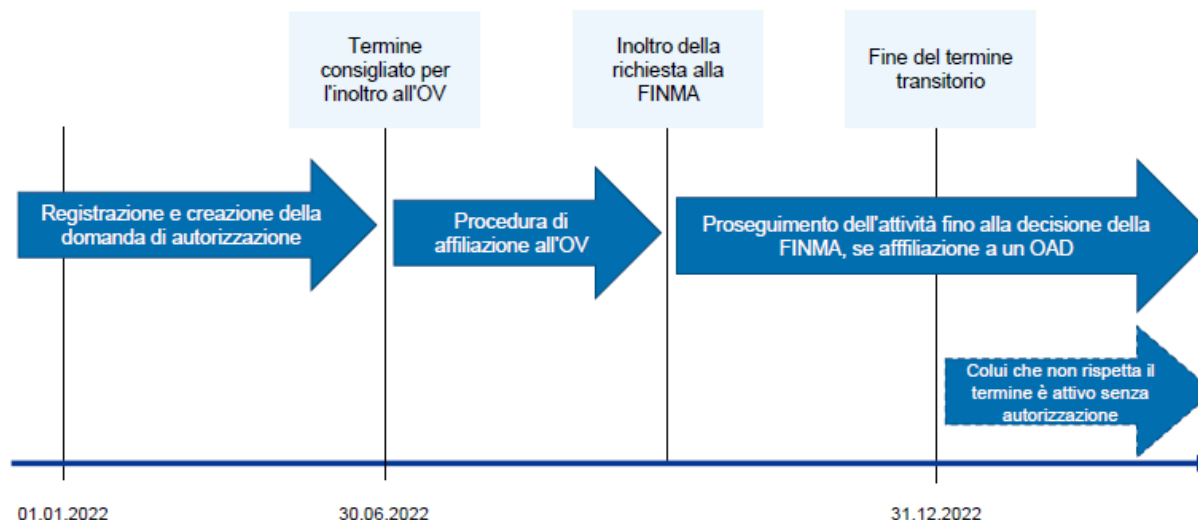 Termine
consigliato per
l'inoltro all'OV
Inoltro della
richiesta alla
FINMA
Fine del termine
transitorio
Registrazione e creazione della
domanda di autorizzazione
Procedura di
affiliazione all'OV
Proseguimento dell'attività fino alla decisione della
FINMA, se afffiliazione a un OAD
Colui che non rispetta il
termine è attivo senza
autorizzazione
01.01.2022
30.06.2022
31.12.2022